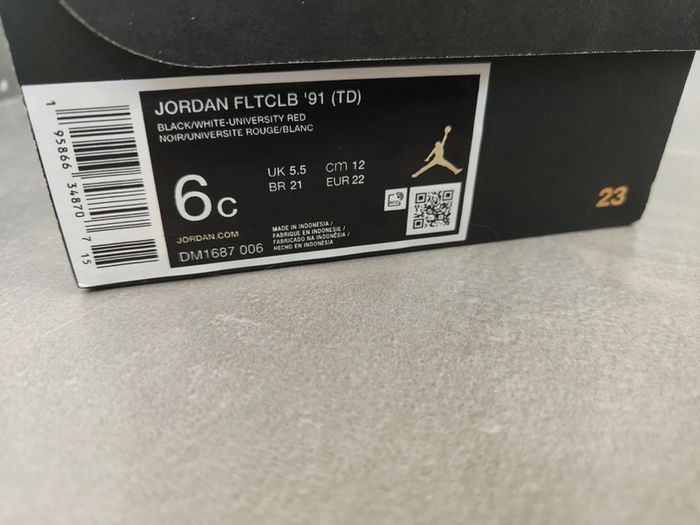 JORDAN FLTCLB '91 (TD)
BLACK/WHITE-UNIVERSITY RED
NOIR/UNIVERSITE ROUGE/BLANC
6C
UK 5.5 cm 12
BR 21 EUR 22
JORDAN.COM
DM1687 006
MADE IN INDONESIA /
FABRIQUE EN INDONESIE /
FABRICADO NA INDONÉSIA /
HECHO EN INDONESIA
1 95866 34870 7 15
23